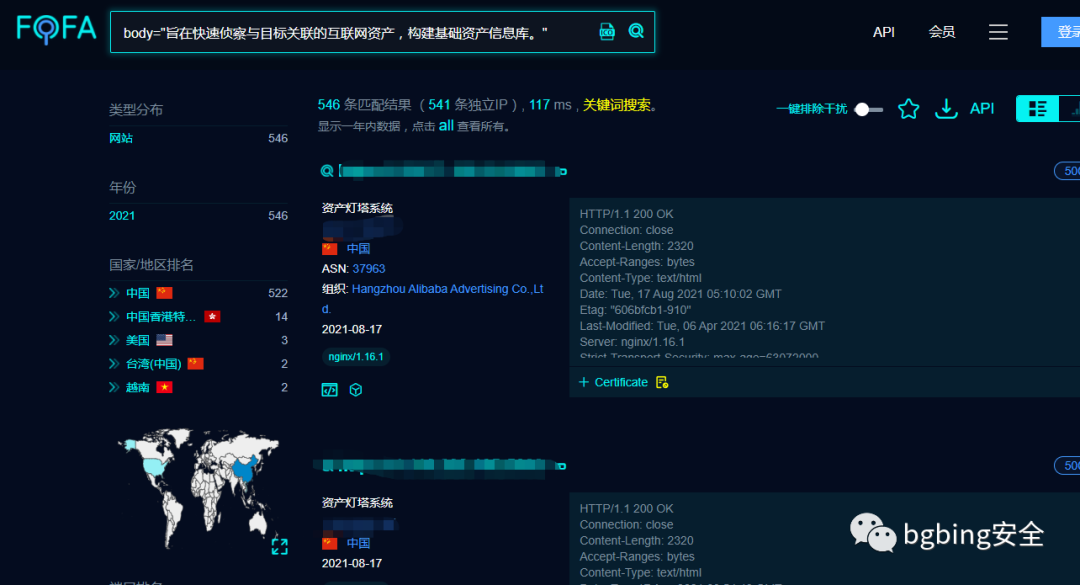 FOFA
body="旨在快速侦察与目标关联的互联网资产，构建基础资产信息库。"
API
会员
登录
类型分布
网站 546
年份
2021 546
国家/地区排名
中国 522
中国香港特... 14
美国 3
台湾(中国) 2
越南 2
546 条匹配结果（541 条独立IP），117 ms，关键词搜索。
显示一年内数据，点击 all 查看所有。
一键排除干扰
API
500
资产灯塔系统
中国
ASN: 37963
组织: Hangzhou Alibaba Advertising Co.,Lt
d.
2021-08-17
nginx/1.16.1
HTTP/1.1 200 OK
Connection: close
Content-Length: 2320
Accept-Ranges: bytes
Content-Type: text/html
Date: Tue, 17 Aug 2021 05:10:02 GMT
Etag: "606bfcb1-910"
Last-Modified: Tue, 06 Apr 2021 06:16:17 GMT
Server: nginx/1.16.1
Strict-Transport-Security: max-age=63072000
+ Certificate
500
资产灯塔系统
中国
2021-08-17
HTTP/1.1 200 OK
Connection: close
Content-Length: 2320
Accept-Ranges: bytes
Content-Type: text/html
bgbing安全